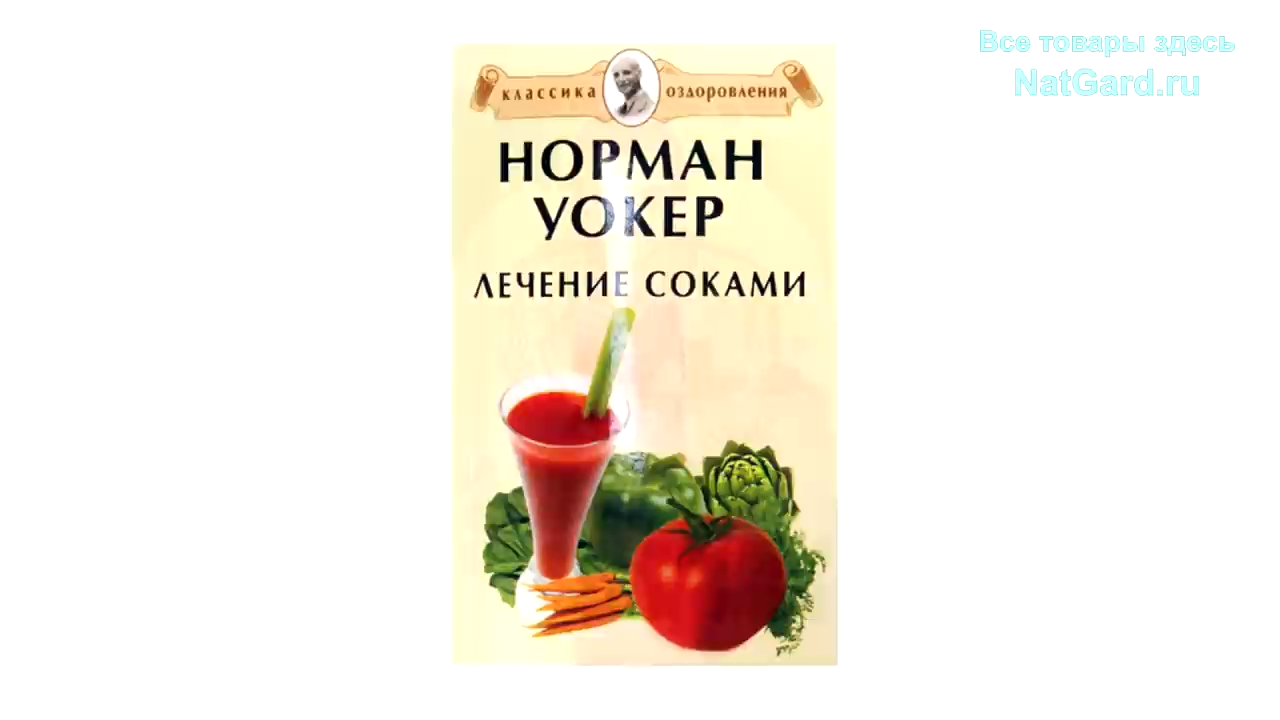 Все товары здесь
NatGard.ru
классика оздоровления
НОРМАН
УОКЕР
ЛЕЧЕНИЕ СОКАМИ